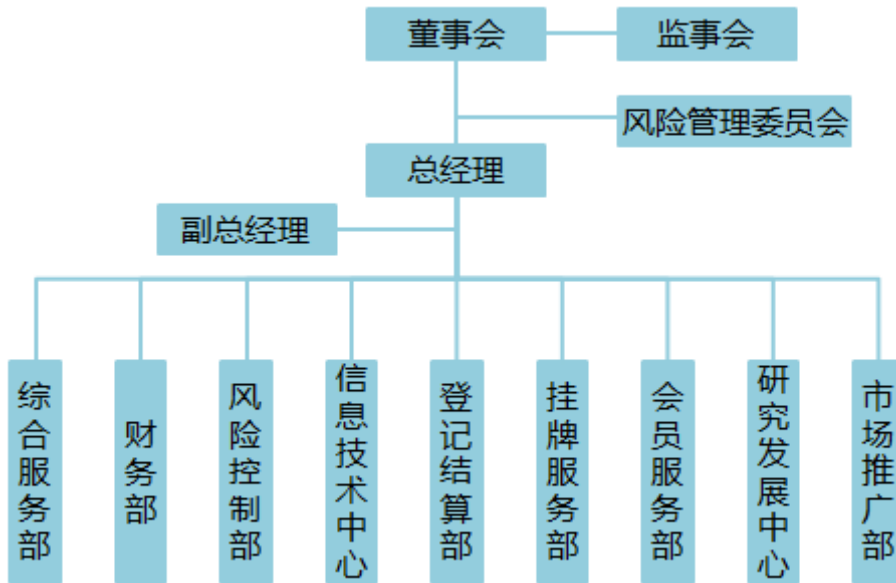 董事会
监事会
风险管理委员会
总经理
副总经理
综合服务部
财务部
风险控制部
信息技术中心
登记结算部
挂牌服务部
会员服务部
研究发展中心
市场推广部